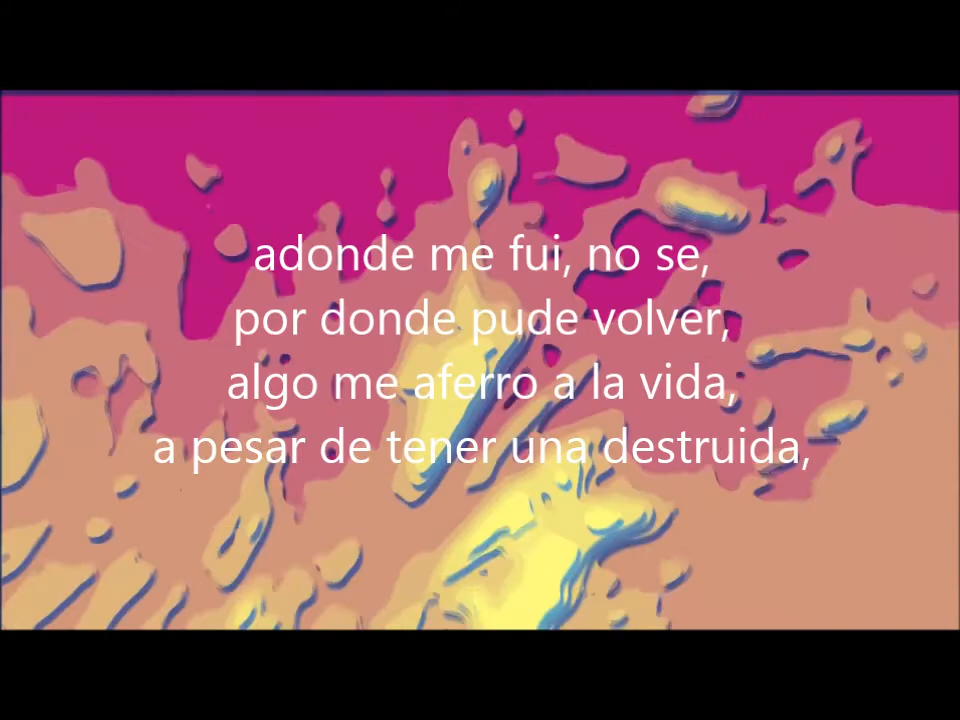 adonde me fui, no se,
por donde pude volver,
algo me aferro a la vida,
a pesar de tener una destruida,